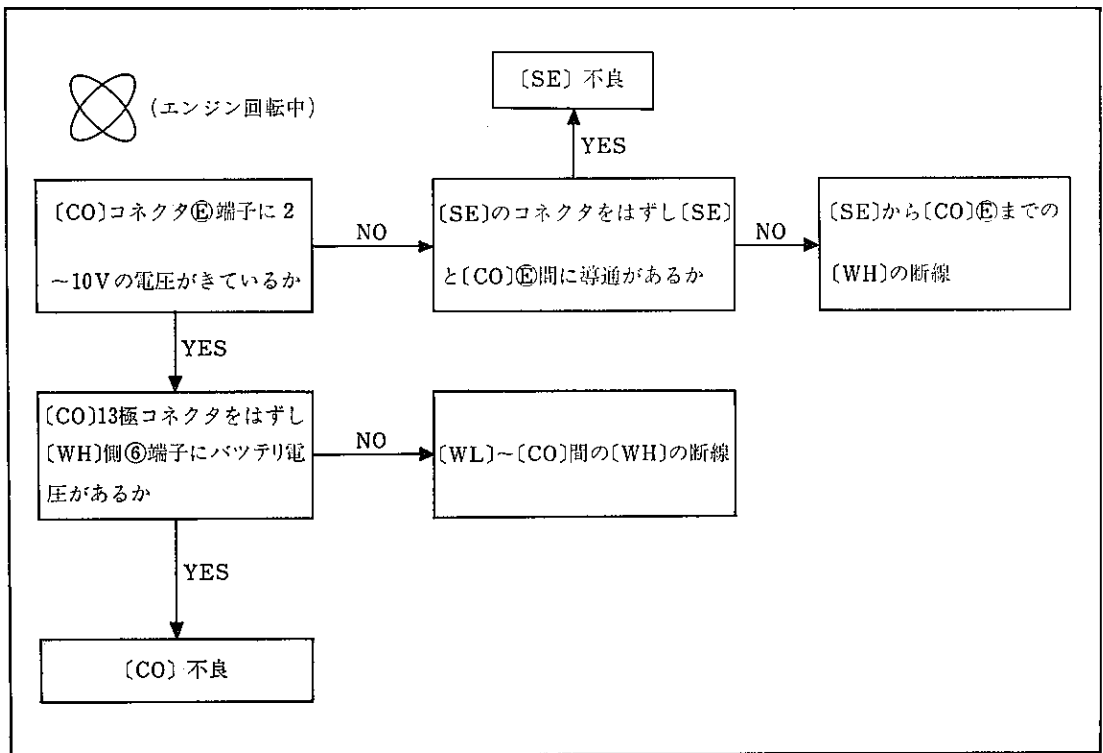 (エンジン回転中)
〔SE〕不良
YES
〔CO〕コネクタⒺ端子に2
~10Vの電圧がきているか
NO
〔SE〕のコネクタをはずし〔SE〕
と〔CO〕Ⓔ間に導通があるか
NO
〔SE〕から〔CO〕Ⓔまでの
〔WH〕の断線
YES
〔CO〕13極コネクタをはずし
〔WH〕側⑥端子にバツテリ電
圧があるか
NO
〔WL〕~〔CO〕間の〔WH〕の断線
YES
〔CO〕不良